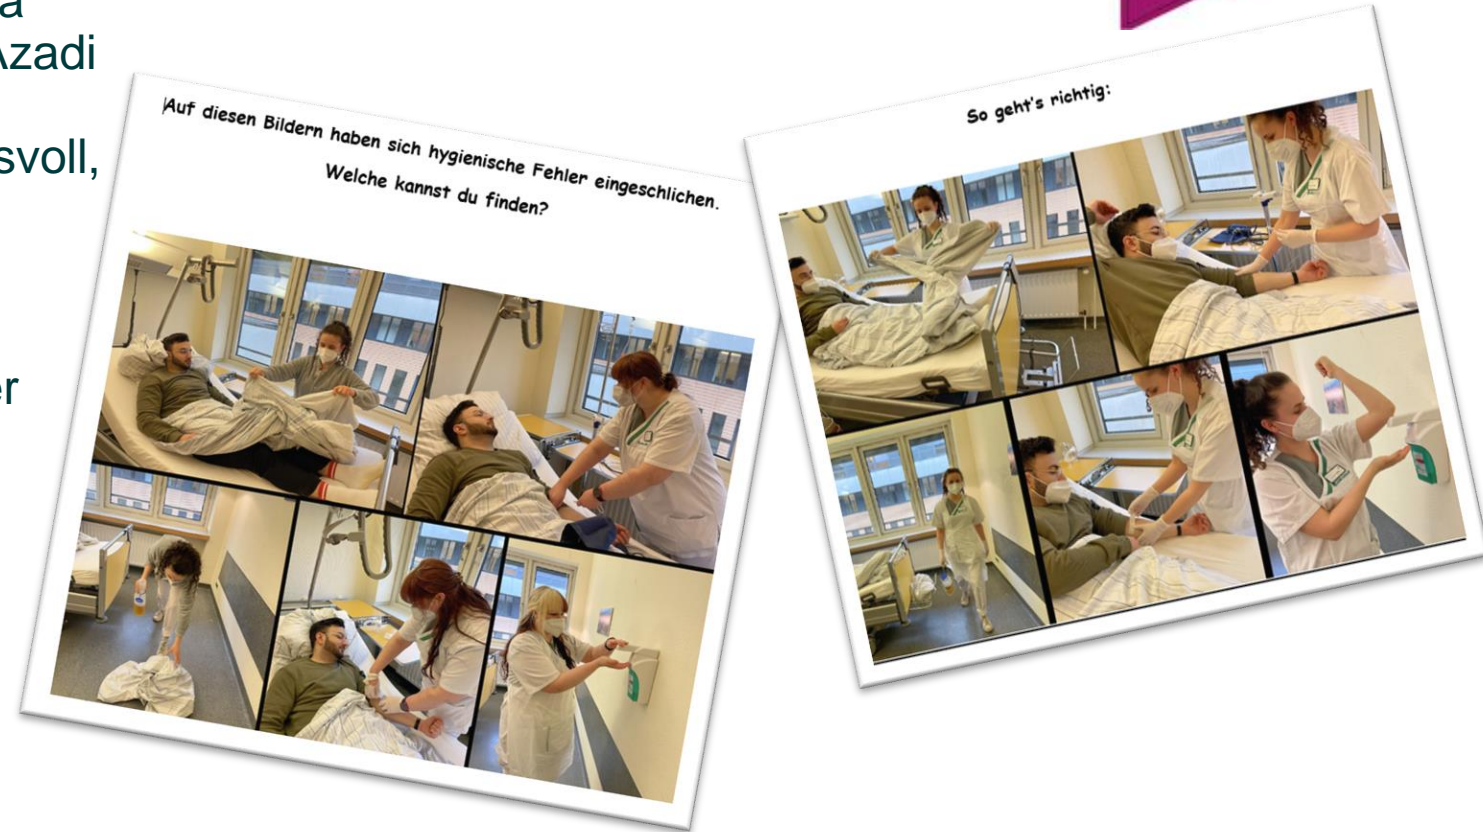 Azadi
svoll,
er
Auf diesen Bildern haben sich hygienische Fehler eingeschlichen.
Welche kannst du finden?
So geht's richtig: